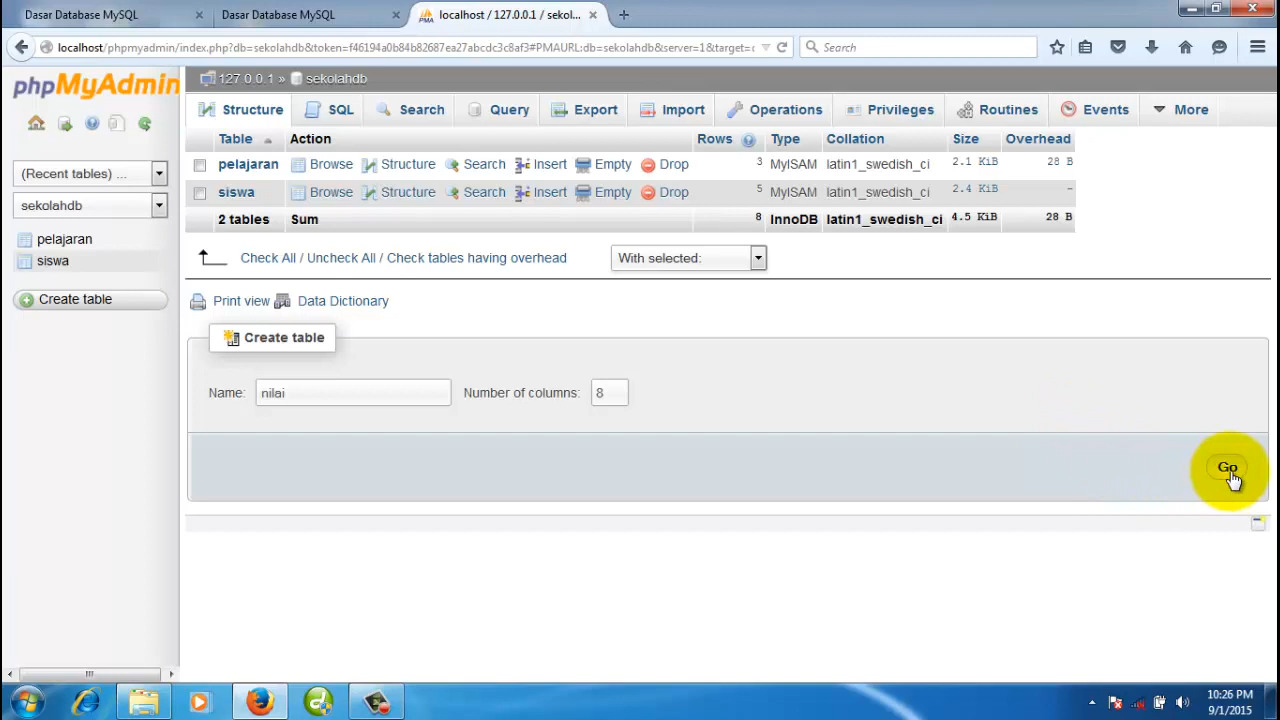 Dasar Database MySQL
Dasar Database MySQL
PMA localhost / 127.0.0.1 / sekol...
localhost/phpmyadmin/index.php?db=sekolahdb&token=f46194a0b84b82687ea27abcdc3c8af3#PMAURL:db=sekolahdb&server=1&target=
Search
phpMyAdmin
127.0.0.1 » sekolahdb
Structure SQL Search Query Export Import Operations Privileges Routines Events More
(Recent tables) ...
sekolahdb
pelajaran
siswa
Create table
Table Action Rows Type Collation Size Overhead
pelajaran Browse Structure Search Insert Empty Drop 3 MyISAM latin1_swedish_ci 2.1 KiB 28 B
siswa Browse Structure Search Insert Empty Drop 5 MyISAM latin1_swedish_ci 2.4 KiB -
2 tables Sum 8 InnoDB latin1_swedish_ci 4.5 KiB 28 B
Check All / Uncheck All / Check tables having overhead With selected:
Print view Data Dictionary
Create table
Name: nilai Number of columns: 8
Go
10:26 PM
9/1/2015